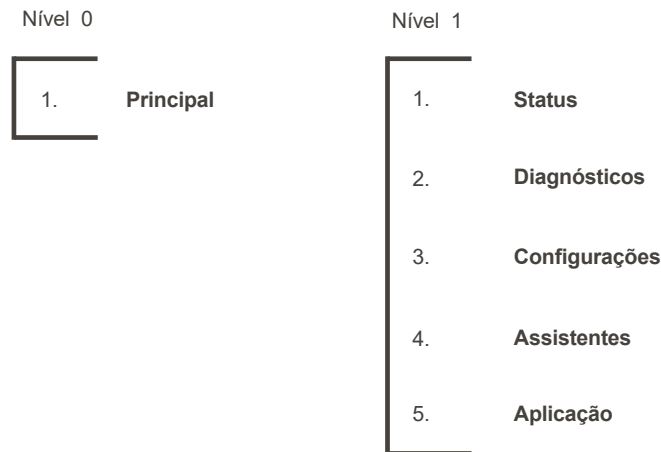 Nível 0
1. Principal
Nível 1
1. Status
2. Diagnósticos
3. Configurações
4. Assistentes
5. Aplicação